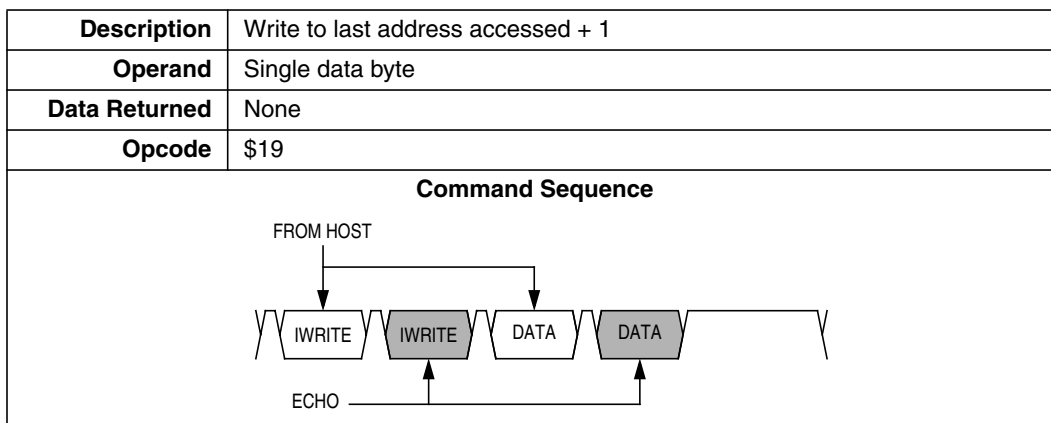 Description Write to last address accessed + 1
Operand Single data byte
Data Returned None
Opcode $19
Command Sequence
FROM HOST
IWRITE IWRITE DATA DATA
ECHO